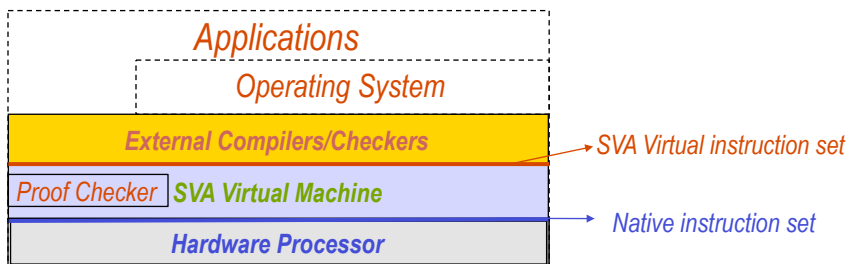 Applications
Operating System
External Compilers/Checkers
SVA Virtual instruction set
Proof Checker
SVA Virtual Machine
Native instruction set
Hardware Processor